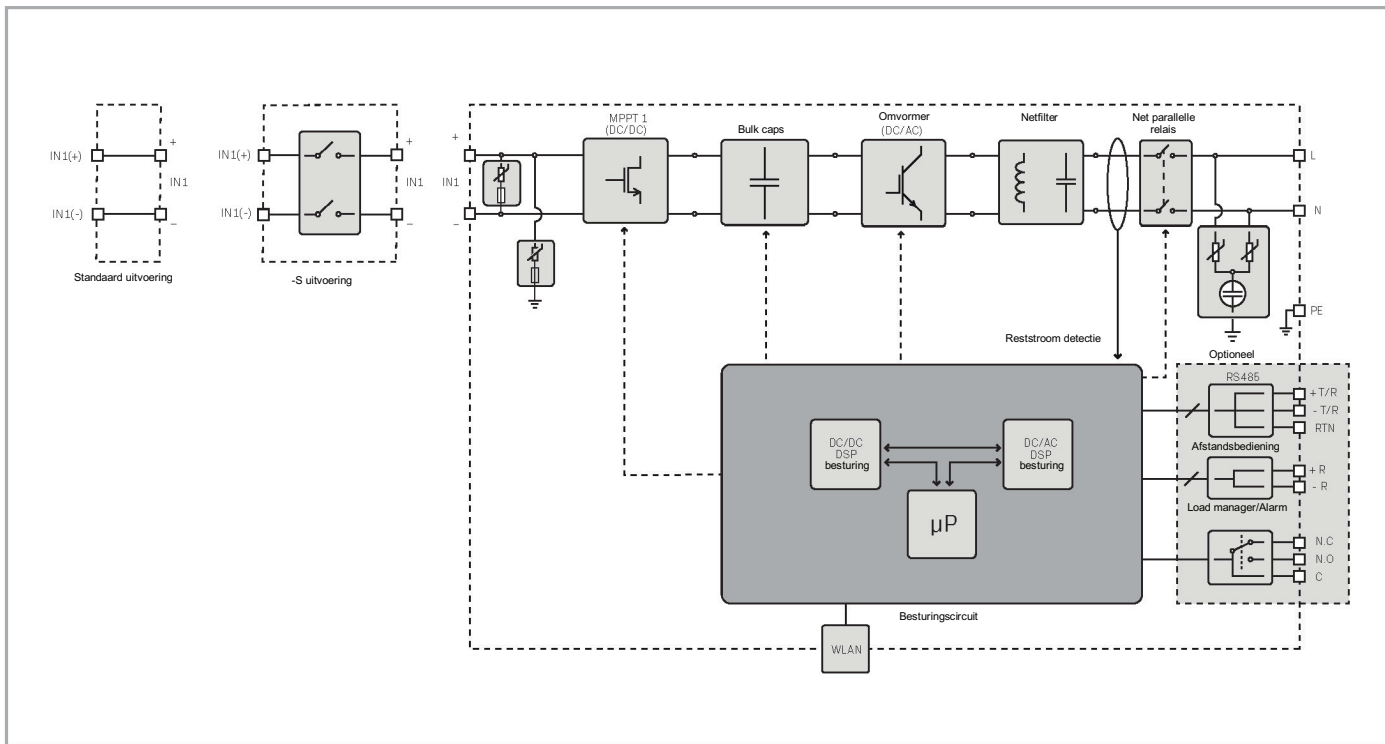 MPPT 1
(DC/DC)
Bulk caps
Omvormer
(DC/AC)
Netfilter
Net parallelle
relais
IN1(+)
+
IN1
IN1(-)
−
Standaard uitvoering
IN1(+)
+
IN1
IN1(-)
−
-S uitvoering
+
IN1
−
L
N
PE
Reststroom detectie
Optioneel
RS485
+ T/R
- T/R
RTN
Afstandsbediening
+ R
- R
Load manager/Alarm
N.C
N.O
C
DC/DC
DSP
besturing
DC/AC
DSP
besturing
µP
Besturingscircuit
WLAN